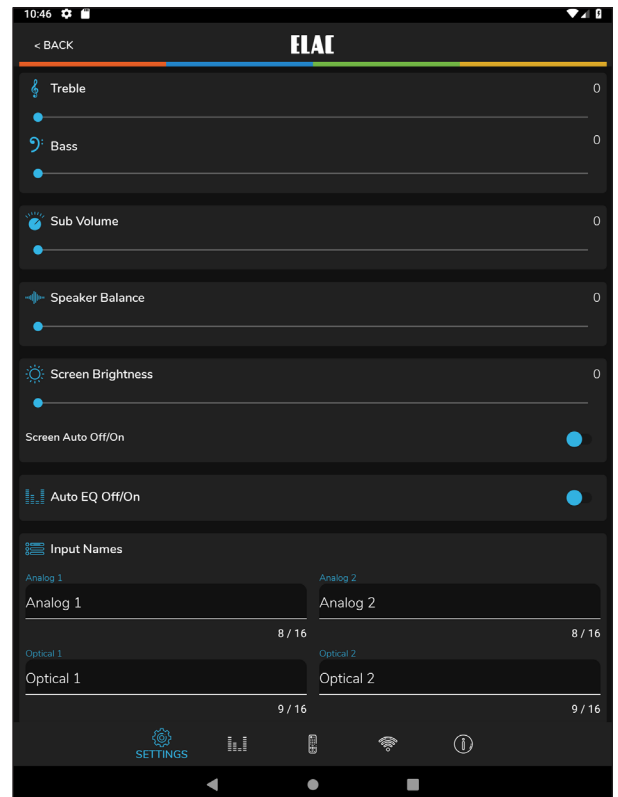 10:46
< BACK
ELAC
Treble 0
Bass 0
Sub Volume 0
Speaker Balance 0
Screen Brightness 0
Screen Auto Off/On
Auto EQ Off/On
Input Names
Analog 1 Analog 2
Analog 1 Analog 2
8 / 16 8 / 16
Optical 1 Optical 2
Optical 1 Optical 2
9 / 16 9 / 16
SETTINGS